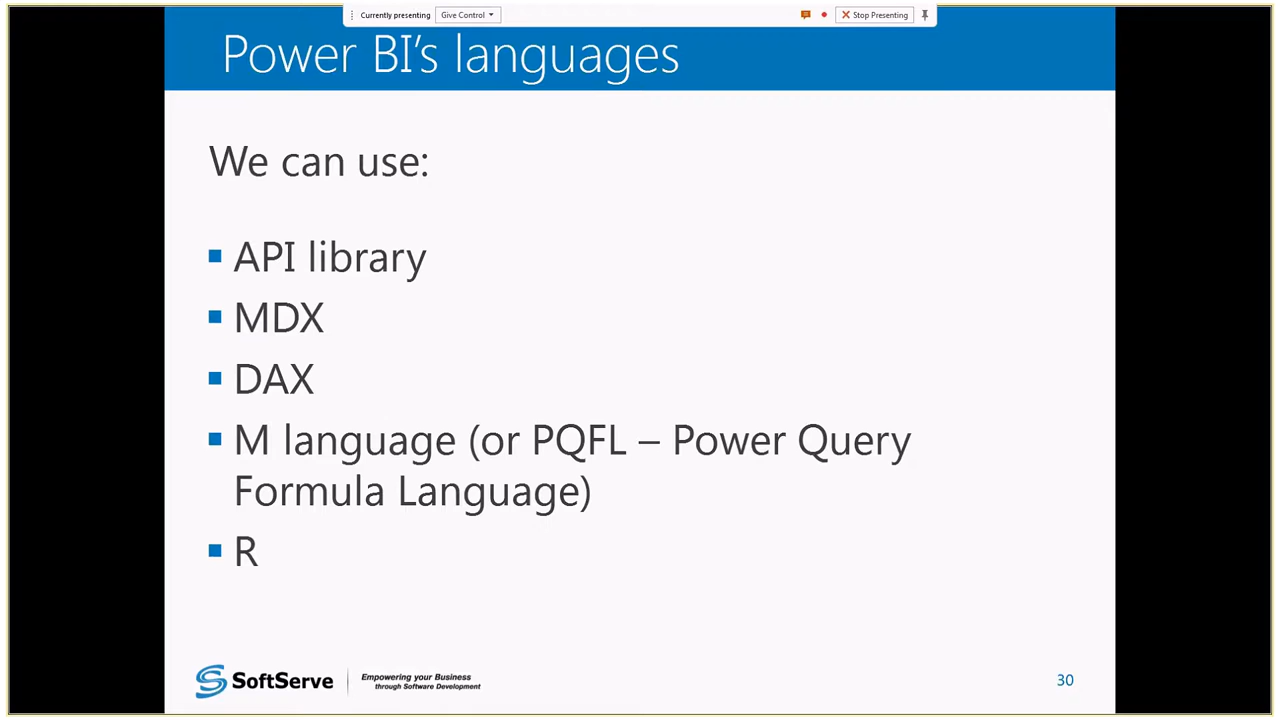 Currently presenting Give Control Stop Presenting
Power BI's languages
We can use:
API library
MDX
DAX
M language (or PQFL – Power Query
Formula Language)
R
SoftServe
Empowering your Business
through Software Development
30